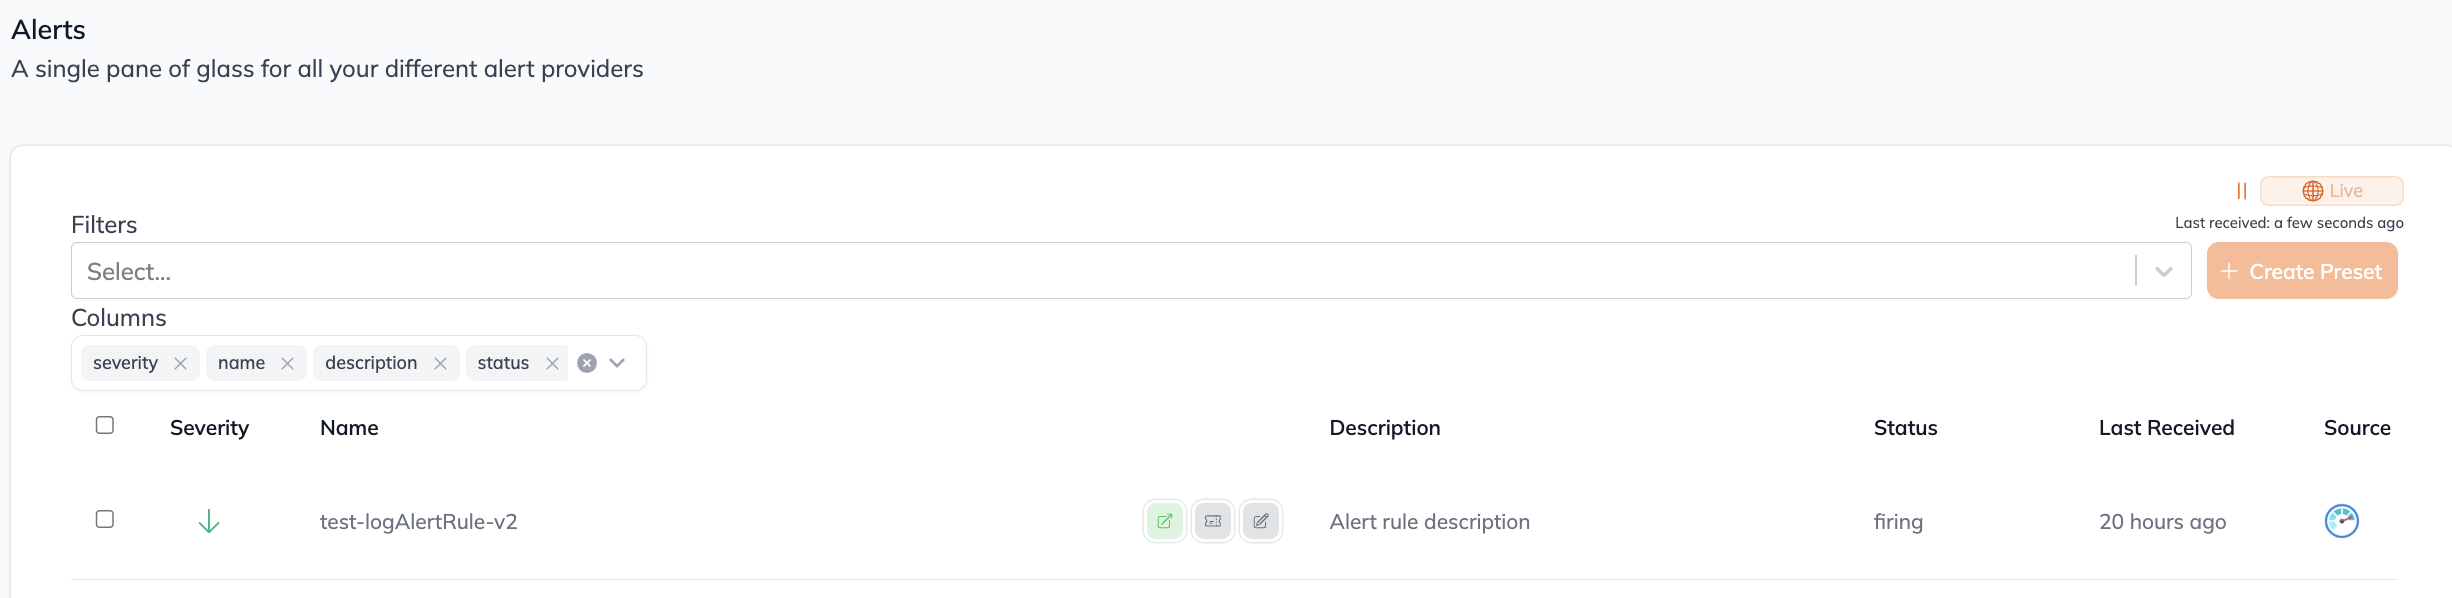 Alerts
A single pane of glass for all your different alert providers
Live
Last received: a few seconds ago
Filters
Select...
Create Preset
Columns
severity name description status
Severity Name Description Status Last Received Source
test-logAlertRule-v2 Alert rule description firing 20 hours ago